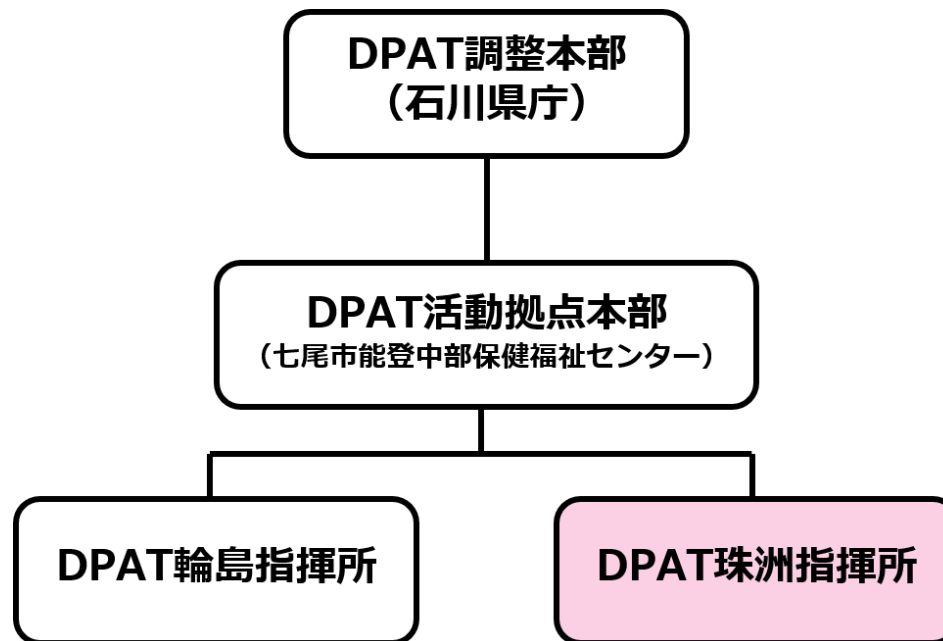 DPAT調整本部
（石川県庁）
DPAT活動拠点本部
（七尾市能登中部保健福祉センター）
DPAT輪島指揮所
DPAT珠洲指揮所